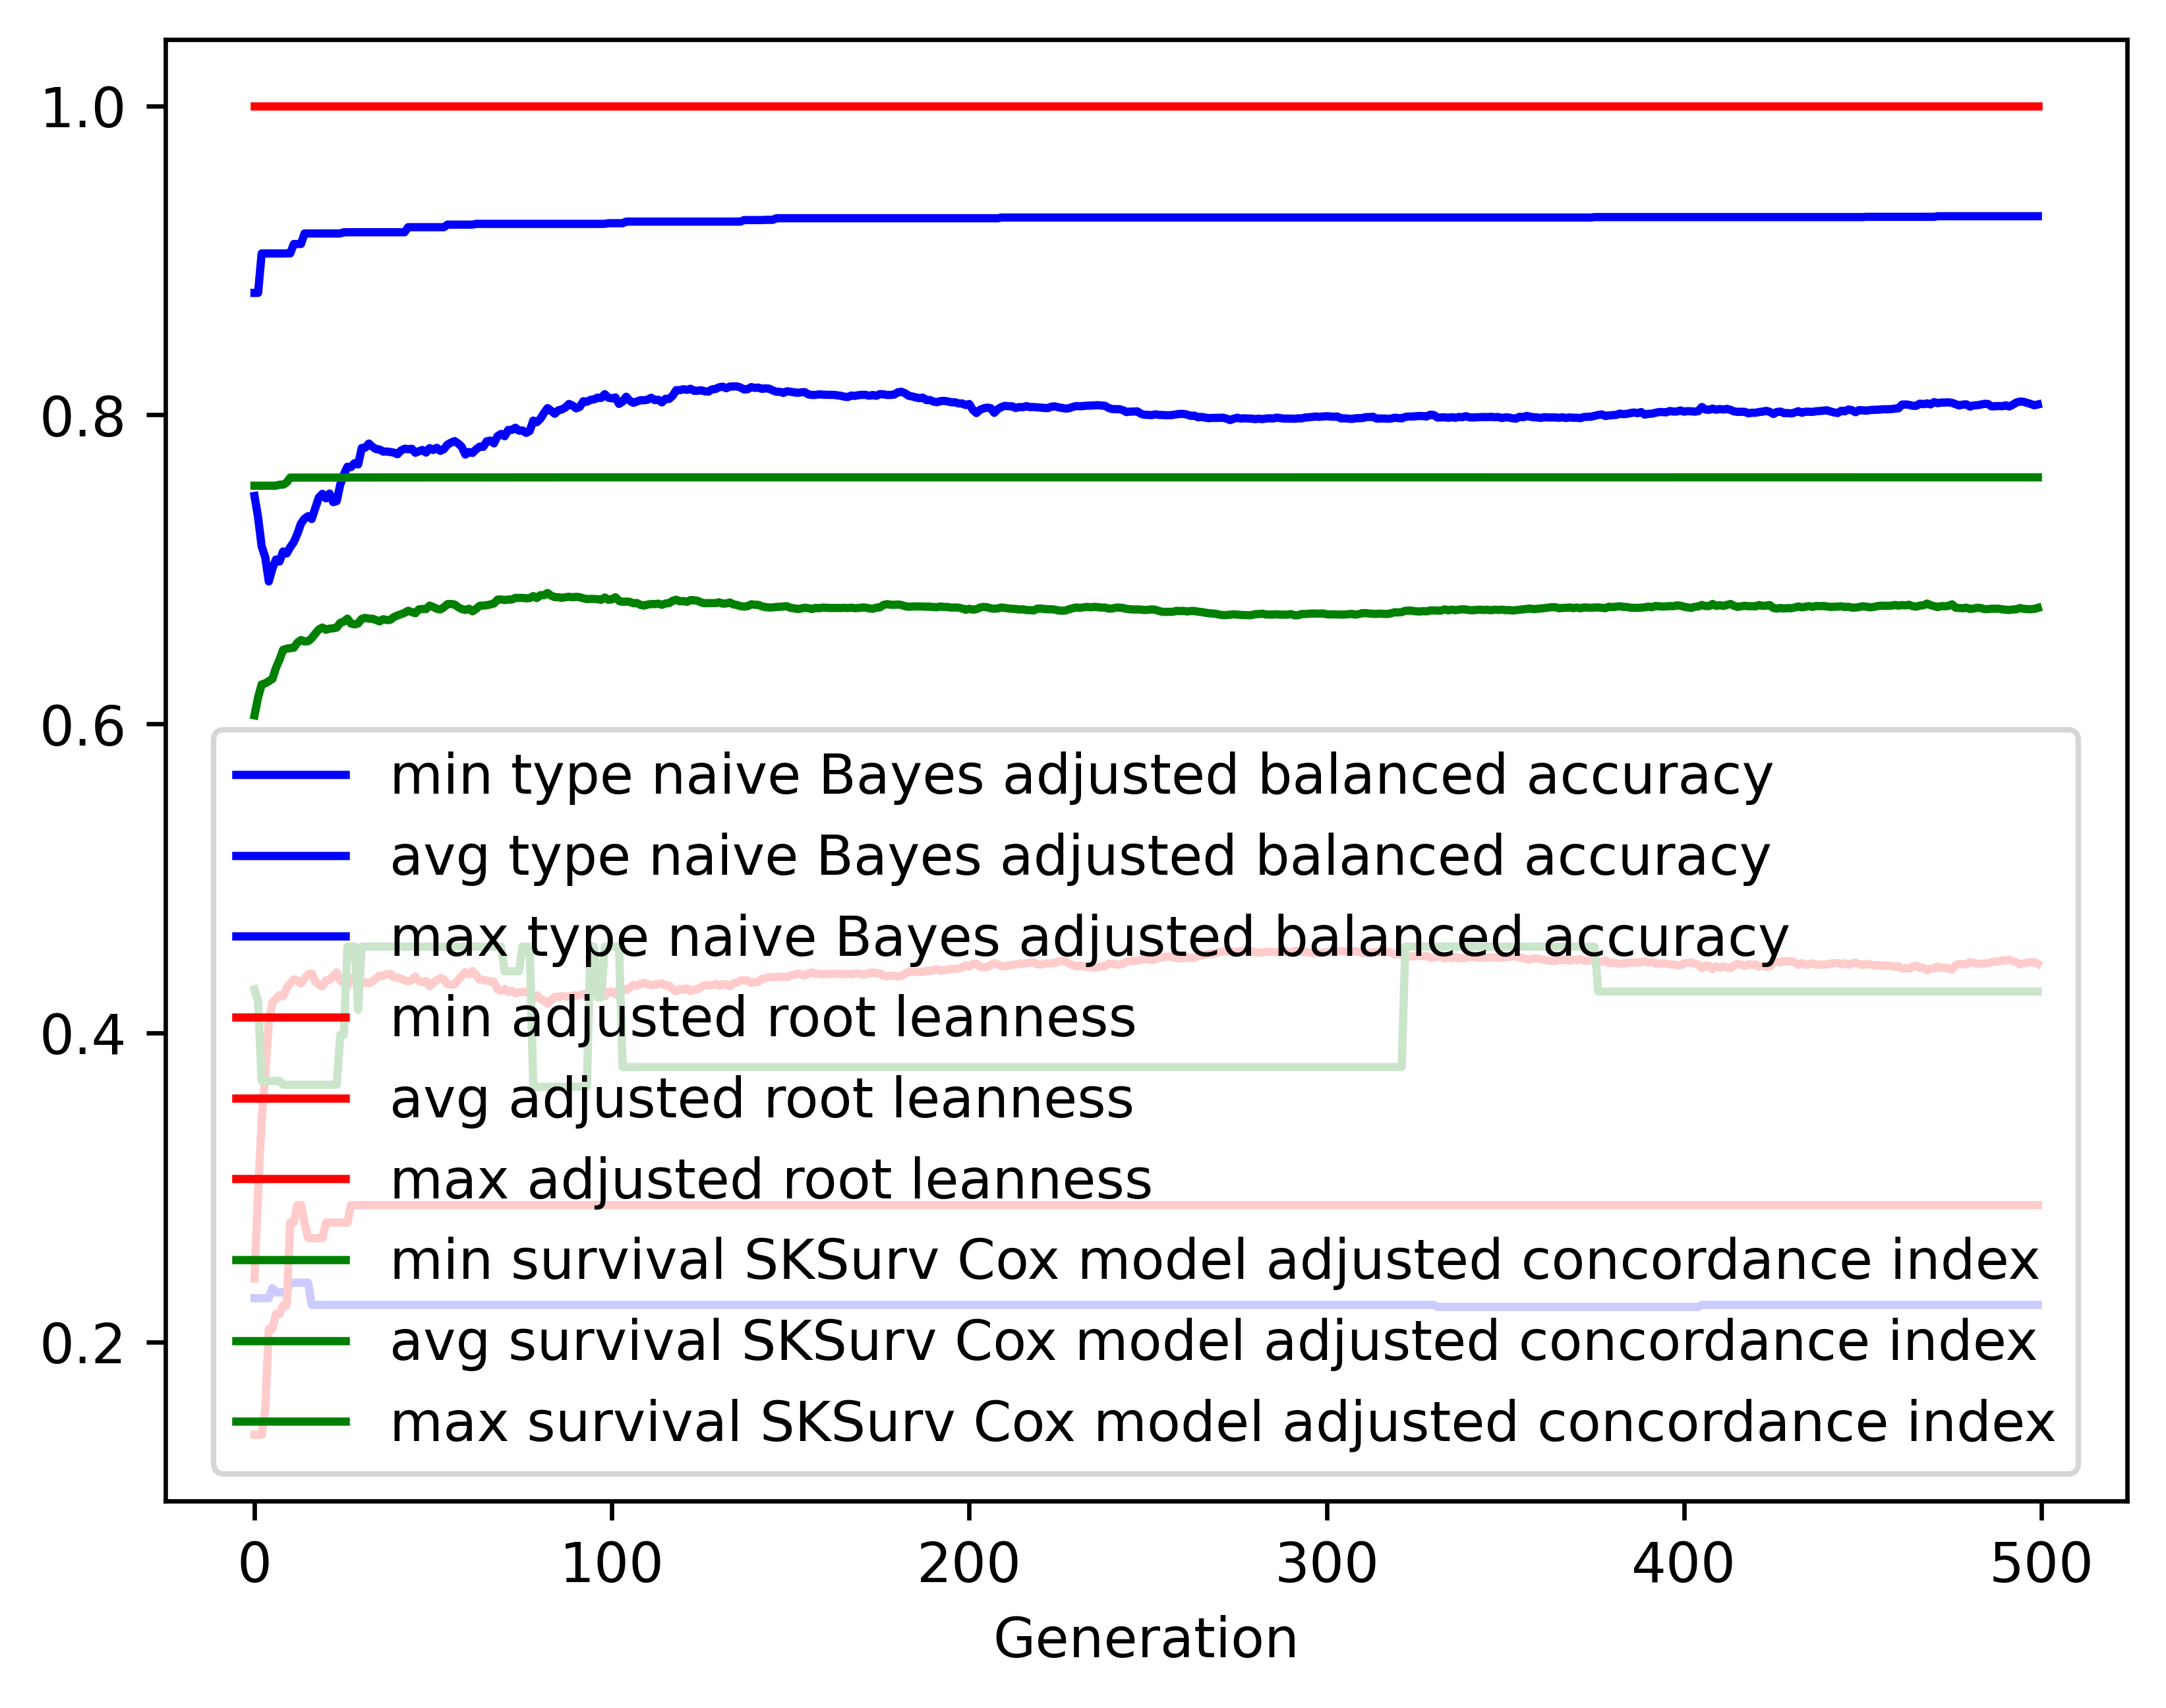 1.0
0.8
0.6
0.4
0.2
min type naive Bayes adjusted balanced accuracy
avg type naive Bayes adjusted balanced accuracy
max type naive Bayes adjusted balanced accuracy
min adjusted root leanness
avg adjusted root leanness
max adjusted root leanness
min survival SKSurv Cox model adjusted concordance index
avg survival SKSurv Cox model adjusted concordance index
max survival SKSurv Cox model adjusted concordance index
0 100 200 300 400 500
Generation